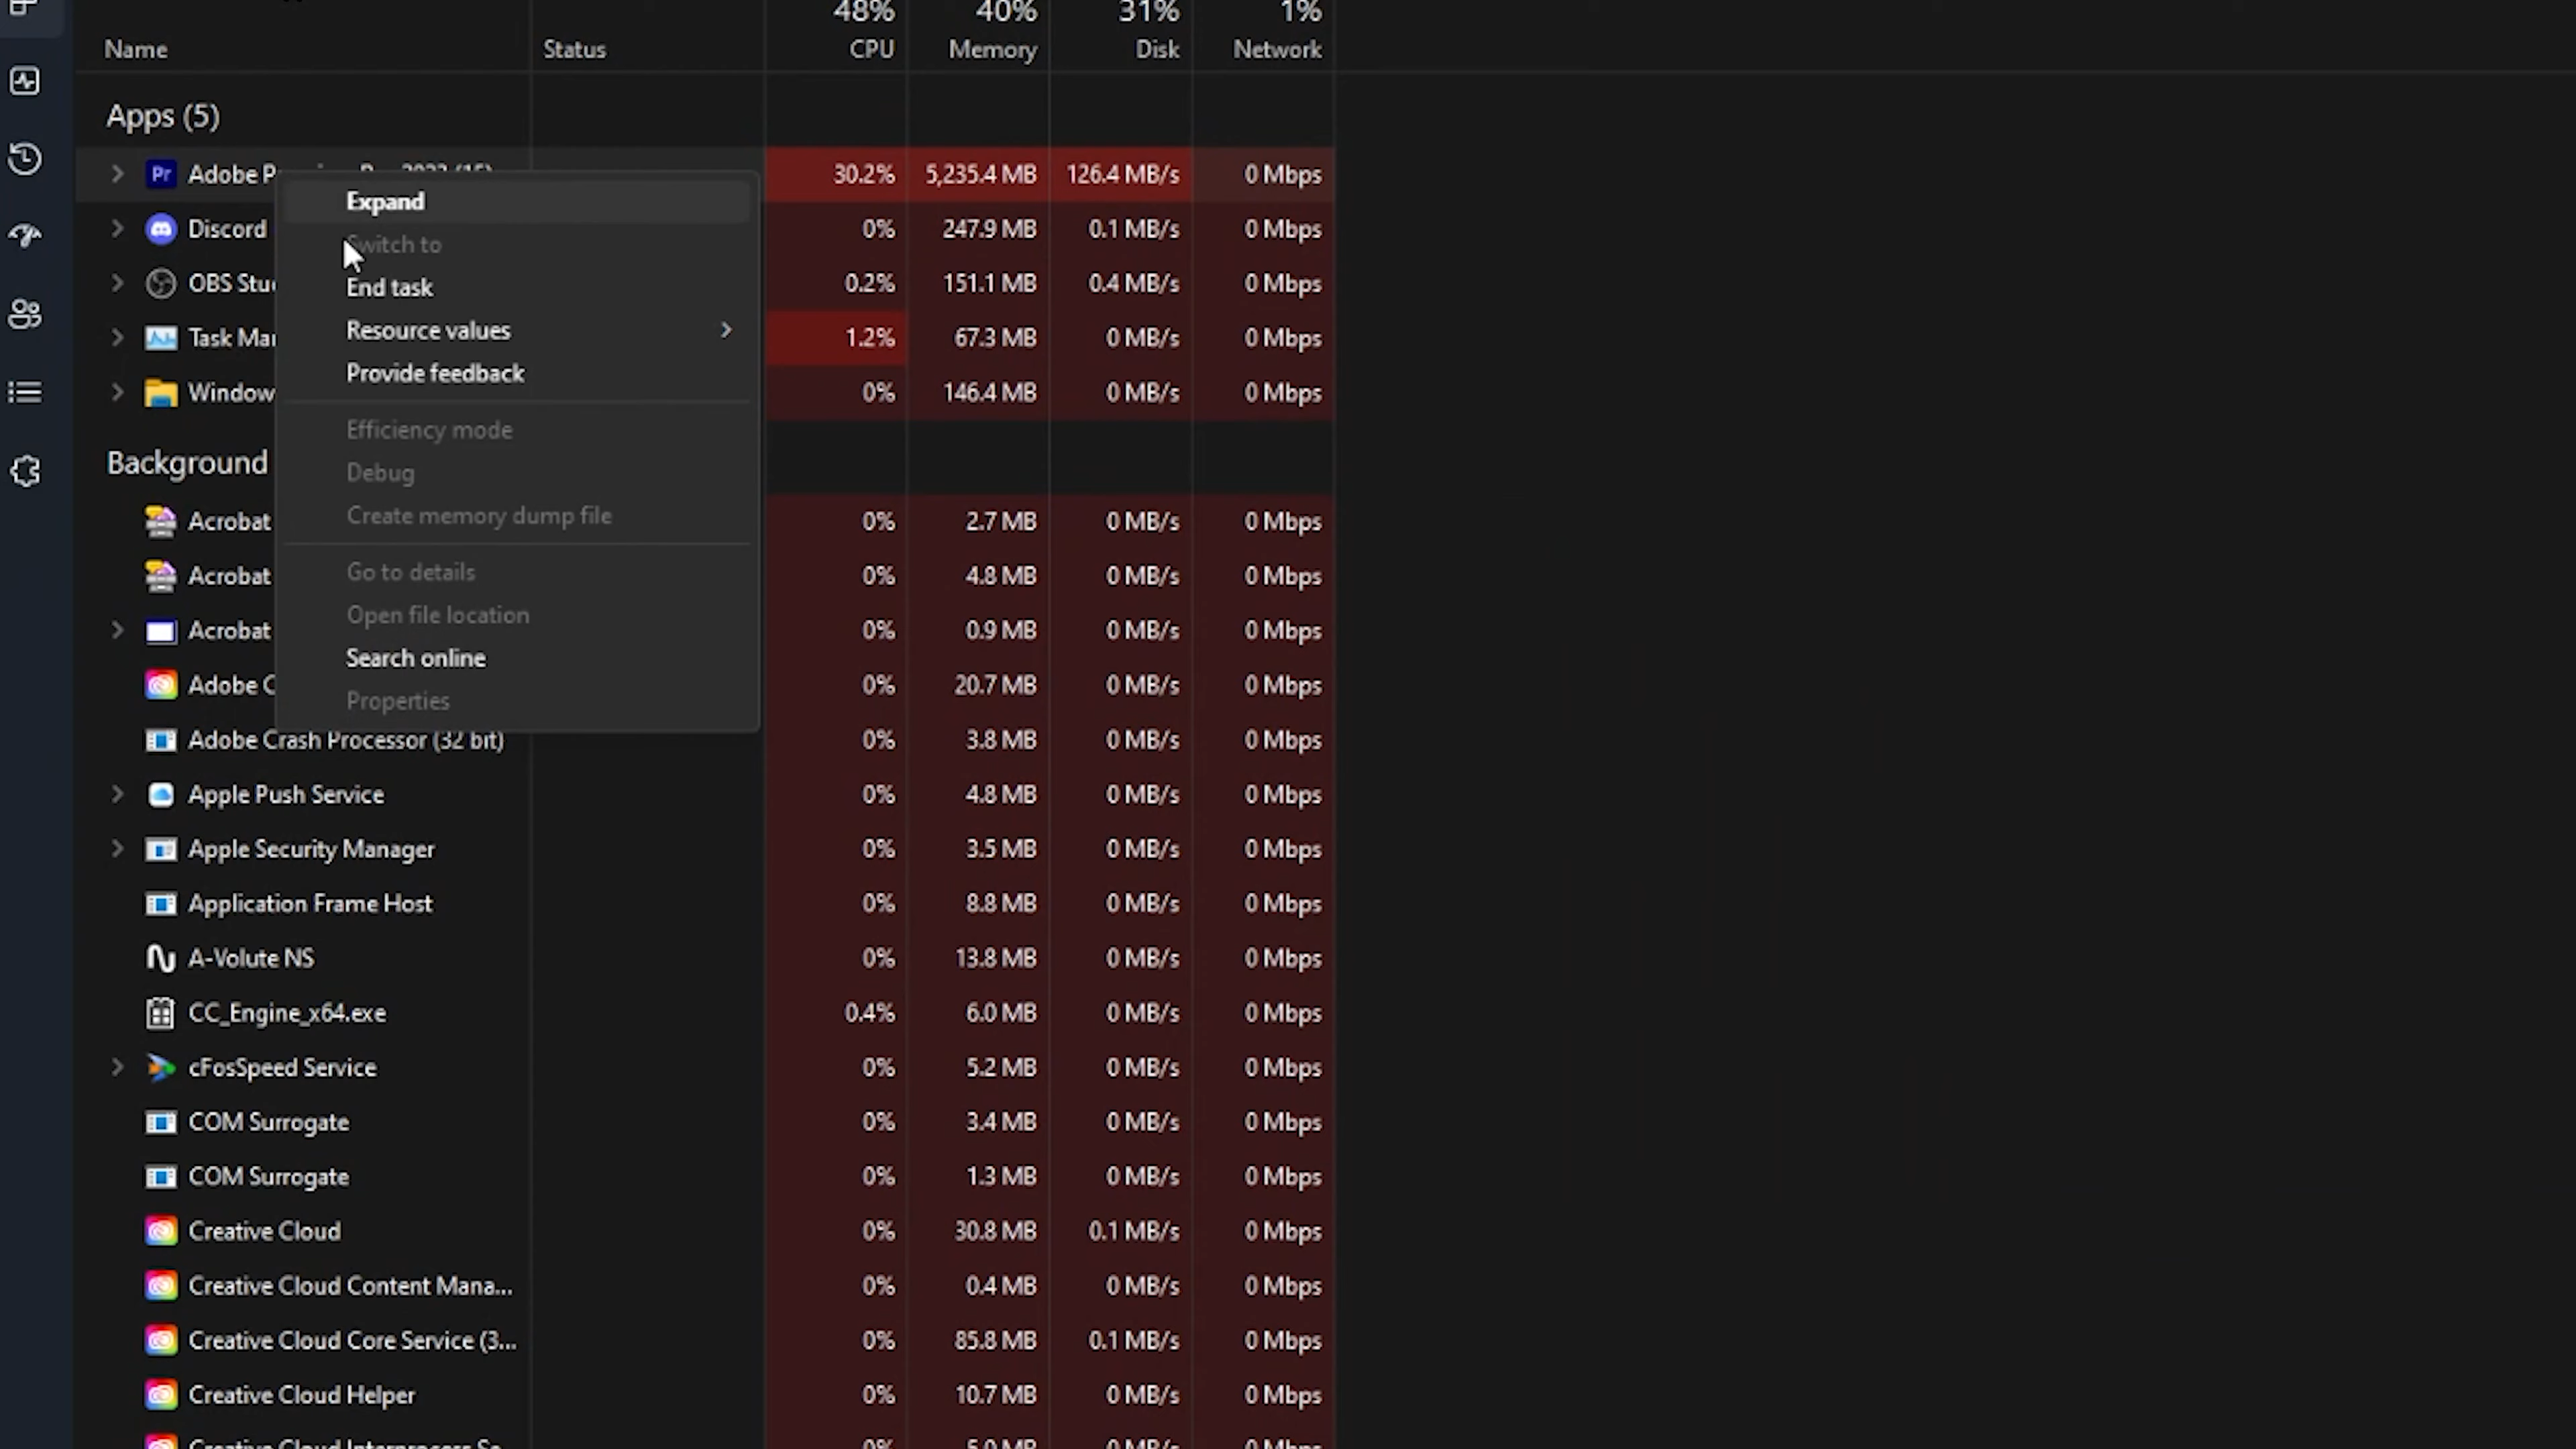 48% 40% 31% 1%
Name Status CPU Memory Disk Network
Apps (5)
Pr Adobe 30.2% 5,235.4 MB 126.4 MB/s 0 Mbps
Expand
Discord 0% 247.9 MB 0.1 MB/s 0 Mbps
Switch to
OBS Stu 0.2% 151.1 MB 0.4 MB/s 0 Mbps
End task
Resource values
Task Ma 1.2% 67.3 MB 0 MB/s 0 Mbps
Provide feedback
Window 0% 146.4 MB 0 MB/s 0 Mbps
Efficiency mode
Background
Debug
Create memory dump file
Acrobat 0% 2.7 MB 0 MB/s 0 Mbps
Go to details
Acrobat 0% 4.8 MB 0 MB/s 0 Mbps
Open file location
Acrobat 0% 0.9 MB 0 MB/s 0 Mbps
Search online
Adobe C 0% 20.7 MB 0 MB/s 0 Mbps
Properties
Adobe Crash Processor (32 bit) 0% 3.8 MB 0 MB/s 0 Mbps
Apple Push Service 0% 4.8 MB 0 MB/s 0 Mbps
Apple Security Manager 0% 3.5 MB 0 MB/s 0 Mbps
Application Frame Host 0% 8.8 MB 0 MB/s 0 Mbps
A-Volute NS 0% 13.8 MB 0 MB/s 0 Mbps
CC_Engine_x64.exe 0.4% 6.0 MB 0 MB/s 0 Mbps
cFosSpeed Service 0% 5.2 MB 0 MB/s 0 Mbps
COM Surrogate 0% 3.4 MB 0 MB/s 0 Mbps
COM Surrogate 0% 1.3 MB 0 MB/s 0 Mbps
Creative Cloud 0% 30.8 MB 0.1 MB/s 0 Mbps
Creative Cloud Content Mana... 0% 0.4 MB 0 MB/s 0 Mbps
Creative Cloud Core Service (3... 0% 85.8 MB 0.1 MB/s 0 Mbps
Creative Cloud Helper 0% 10.7 MB 0 MB/s 0 Mbps